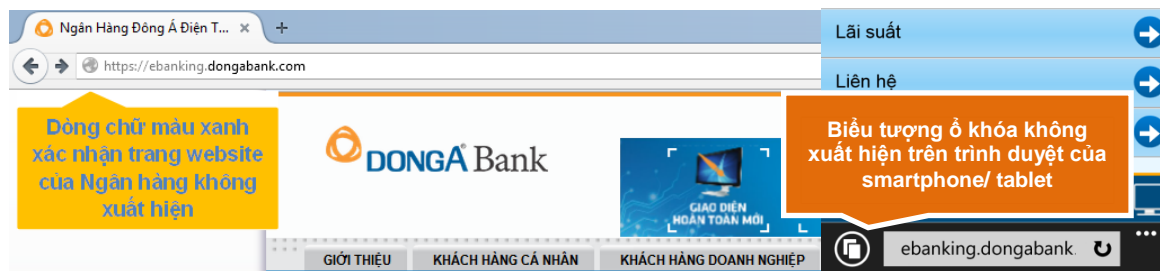 Ngân Hàng Đông Á Điện T...
https://ebanking.dongabank.com
Dòng chữ màu xanh
xác nhận trang website
của Ngân hàng không
xuất hiện
DONGÁ Bank
GIAO DIỆN
HOÀN TOÀN MỚI
GIỚI THIỆU KHÁCH HÀNG CÁ NHÂN KHÁCH HÀNG DOANH NGHIỆP
Lãi suất
Liên hệ
Biểu tượng ổ khóa không
xuất hiện trên trình duyệt của
smartphone/ tablet
ebanking.dongabank.